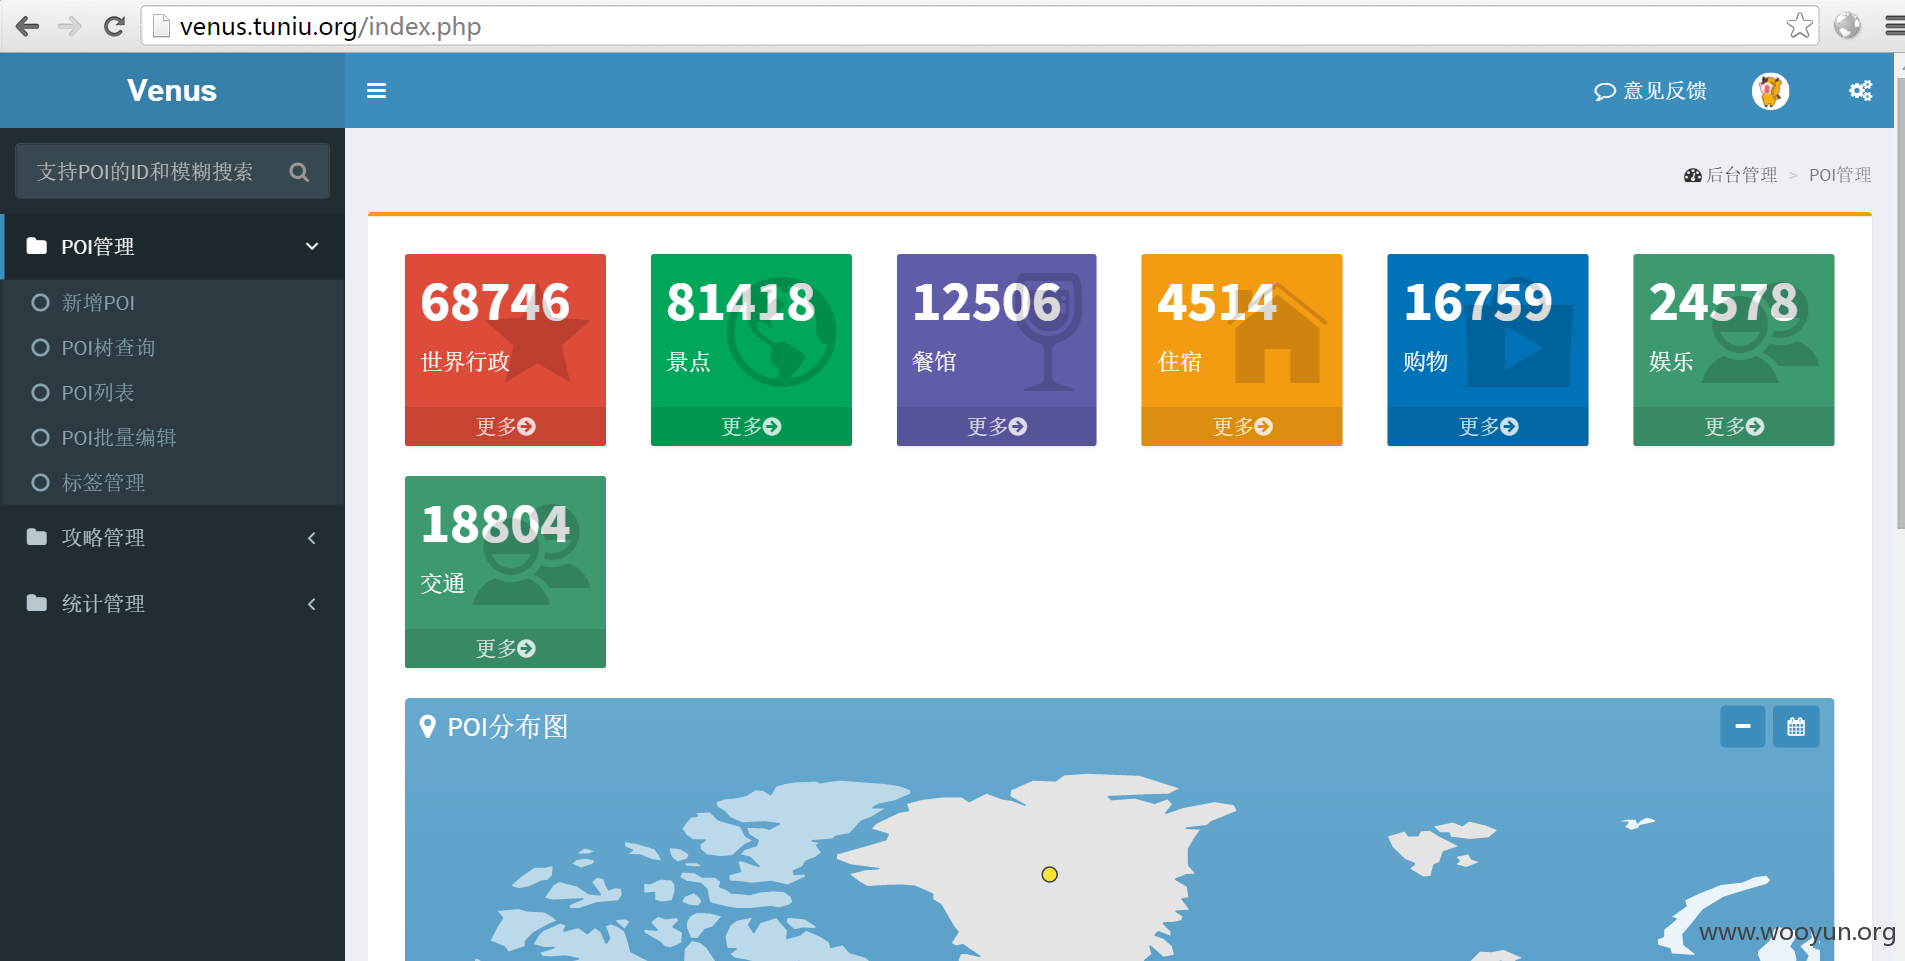 venus.tuniu.org/index.php
Venus
意见反馈
支持POI的ID和模糊搜索
后台管理 > POI管理
POI管理
新增POI
POI树查询
POI列表
POI批量编辑
标签管理
攻略管理
统计管理
68746
世界行政
更多
81418
景点
更多
12506
餐馆
更多
4514
住宿
更多
16759
购物
更多
24578
娱乐
更多
18804
交通
更多
POI分布图
www.wooyun.org